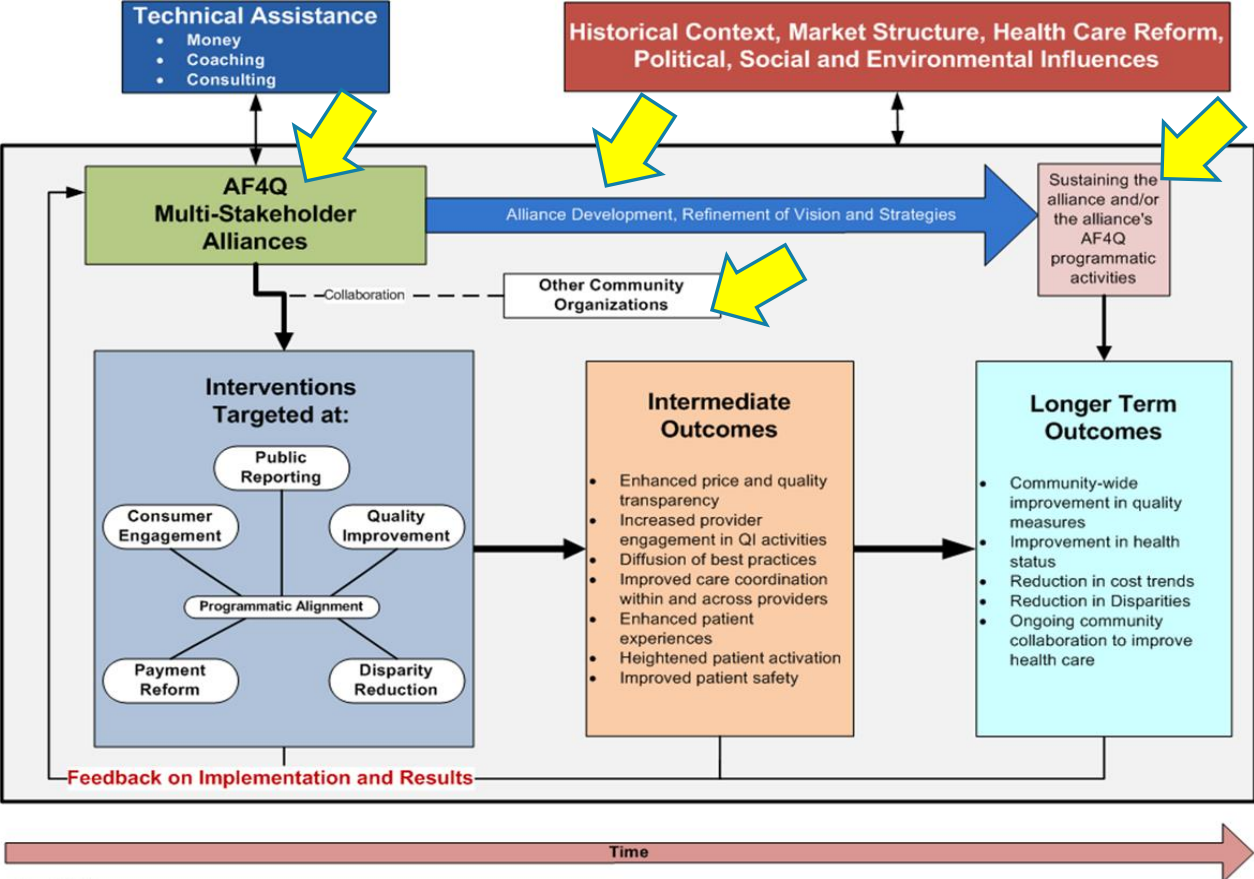 Technical Assistance
• Money
• Coaching
• Consulting
Historical Context, Market Structure, Health Care Reform,
Political, Social and Environmental Influences
AF4Q
Multi-Stakeholder
Alliances
Alliance Development, Refinement of Vision and Strategies
Sustaining the
alliance and/or
the alliance's
AF4Q
programmatic
activities
Collaboration
Other Community
Organizations
Interventions
Targeted at:
Public
Reporting
Consumer
Engagement
Quality
Improvement
Programmatic Alignment
Payment
Reform
Disparity
Reduction
Intermediate
Outcomes
• Enhanced price and quality
transparency
• Increased provider
engagement in QI activities
• Diffusion of best practices
• Improved care coordination
within and across providers
• Enhanced patient
experiences
• Heightened patient activation
• Improved patient safety
Longer Term
Outcomes
• Community-wide
improvement in quality
measures
• Improvement in health
status
• Reduction in cost trends
• Reduction in Disparities
• Ongoing community
collaboration to improve
health care
Feedback on Implementation and Results
Time